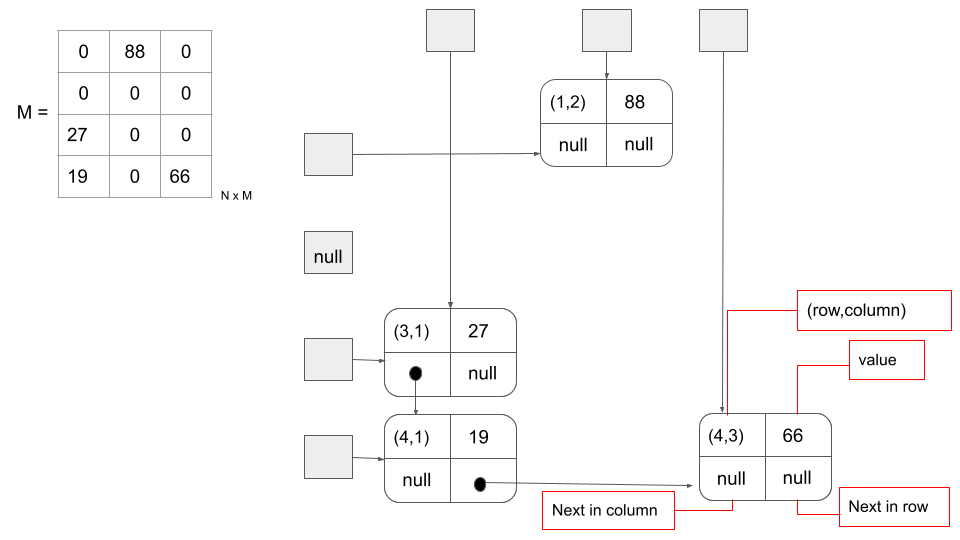 M =
0 88 0
0 0 0
27 0 0
19 0 66
N x M
(1,2) 88
null null
null
(3,1) 27
null
(row,column)
value
(4,1) 19
null
(4,3) 66
null null
Next in column
Next in row